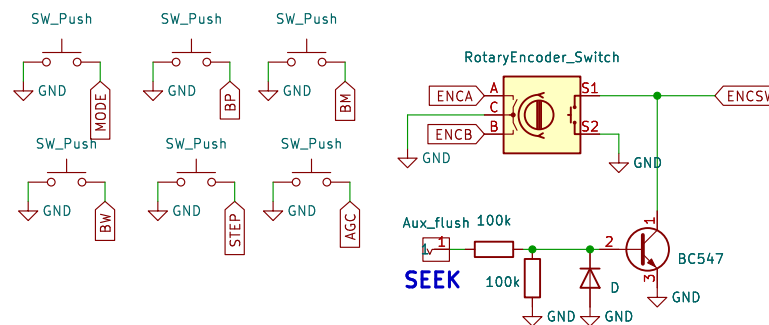 SW_Push SW_Push SW_Push
GND GND GND
MODE BP BM
SW_Push SW_Push SW_Push
GND GND GND
BW STEP AGC
RotaryEncoder_Switch
ENCA A S1 ENCSW
C
ENCB B S2
GND GND
Aux_flush 100k
1 2 1
BC547
SEEK 100k D 3
GND GND GND